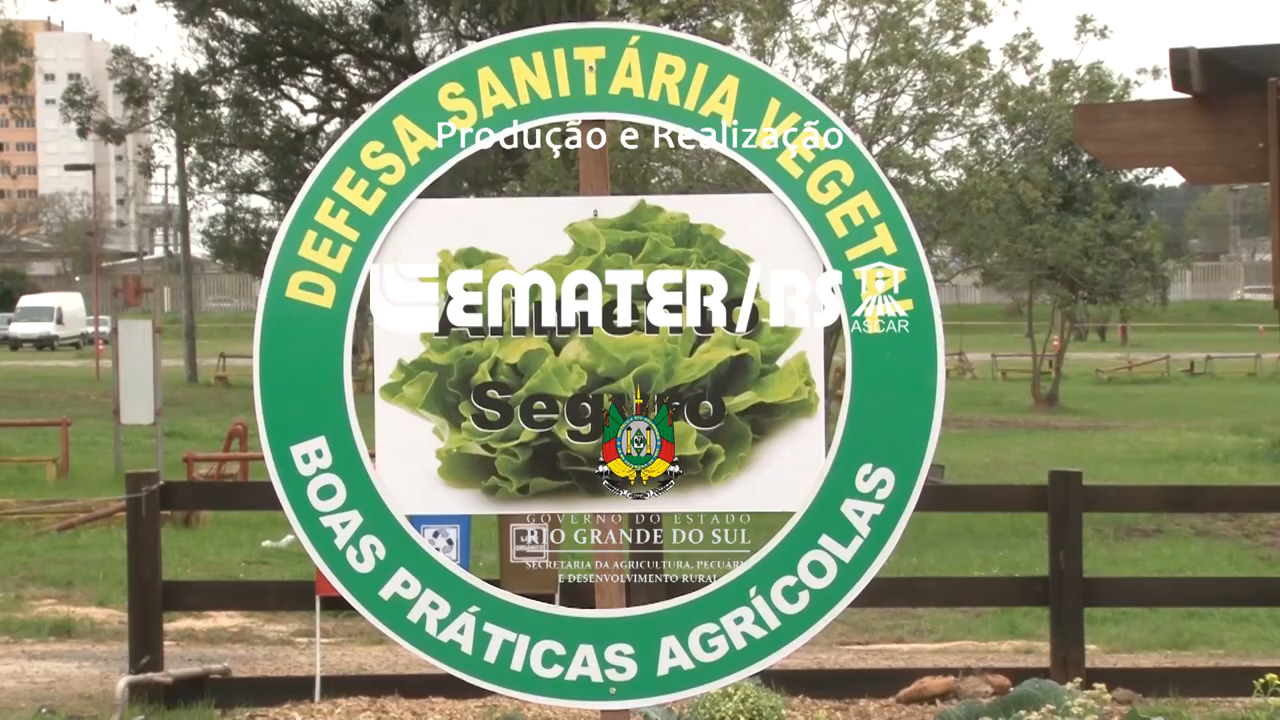 DEFESA SANITÁRIA VEGETAL
Produção e Realização
EMATER/RS
ASCAR
Alimento
Seguro
GOVERNO DO ESTADO
RIO GRANDE DO SUL
SECRETARIA DA AGRICULTURA, PECUÁRIA
E DESENVOLVIMENTO RURAL
BOAS PRÁTICAS AGRÍCOLAS